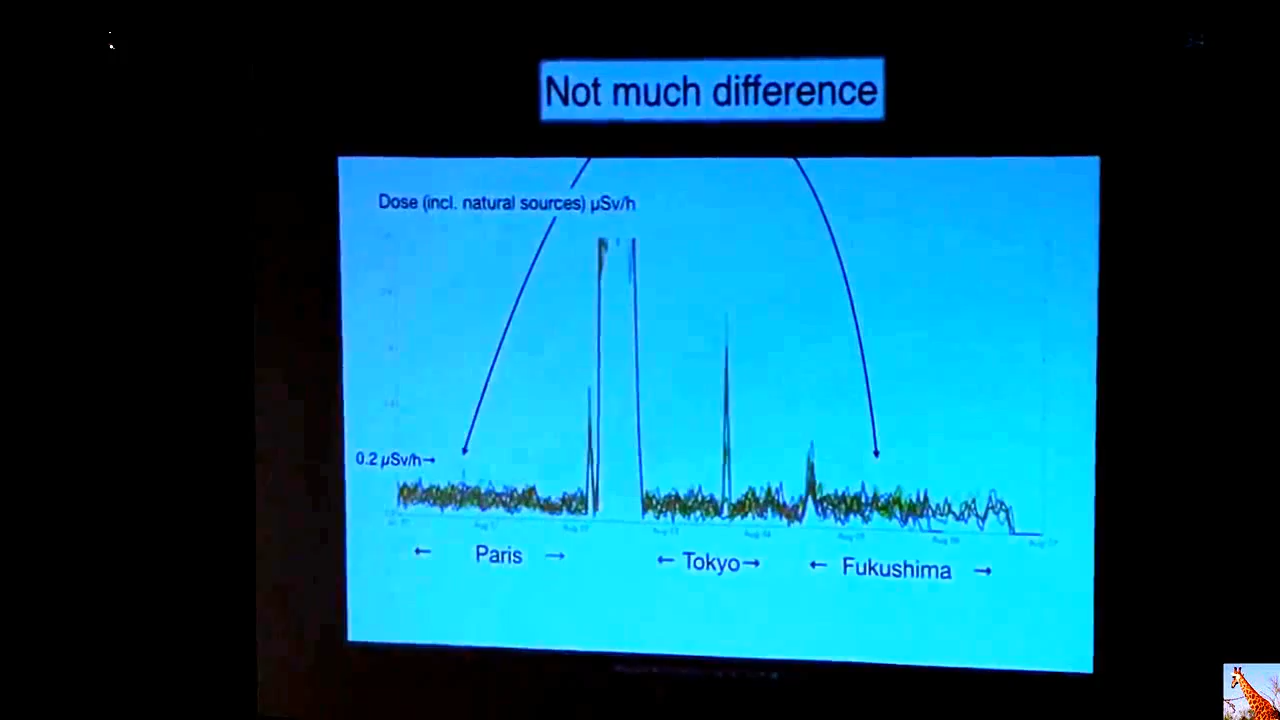 Not much difference
Dose (incl. natural sources) µSv/h
0.2 µSv/h→
← Paris →
← Tokyo→
← Fukushima →